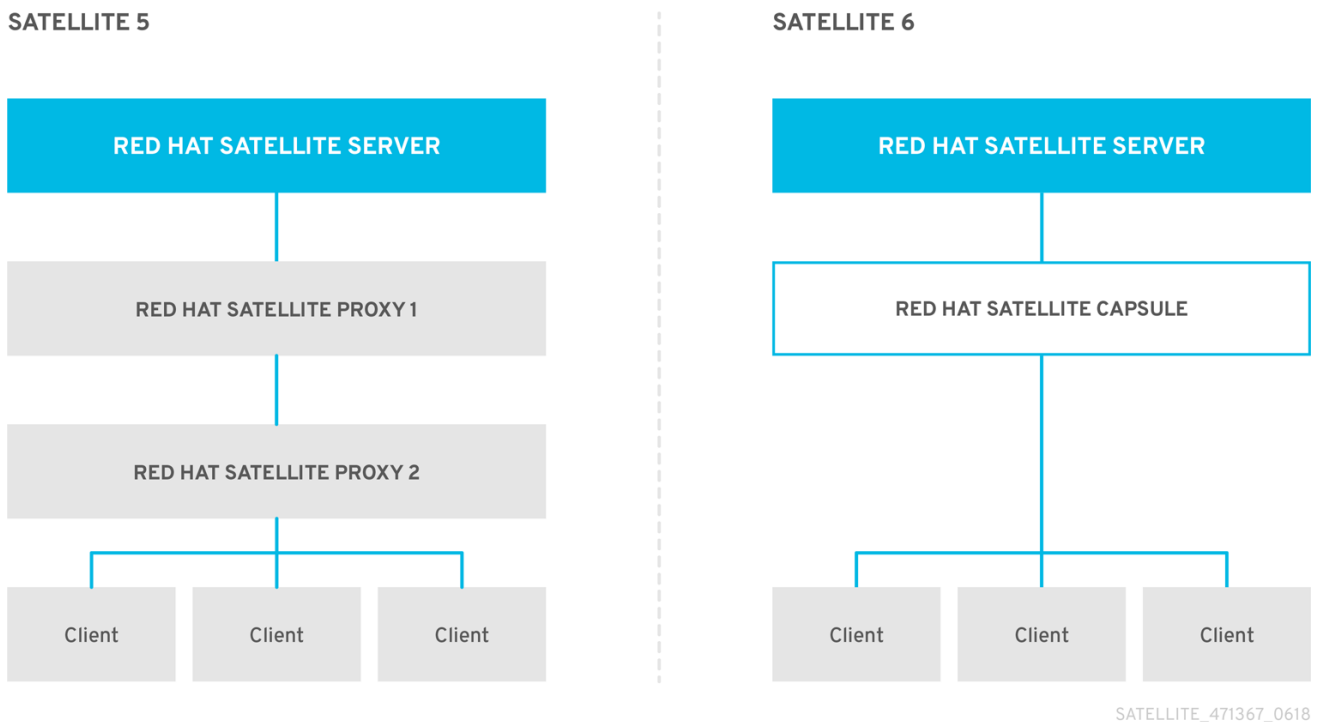 SATELLITE 5
RED HAT SATELLITE SERVER
RED HAT SATELLITE PROXY 1
RED HAT SATELLITE PROXY 2
Client
Client
Client
SATELLITE 6
RED HAT SATELLITE SERVER
RED HAT SATELLITE CAPSULE
Client
Client
Client
SATELLITE_471367_0618